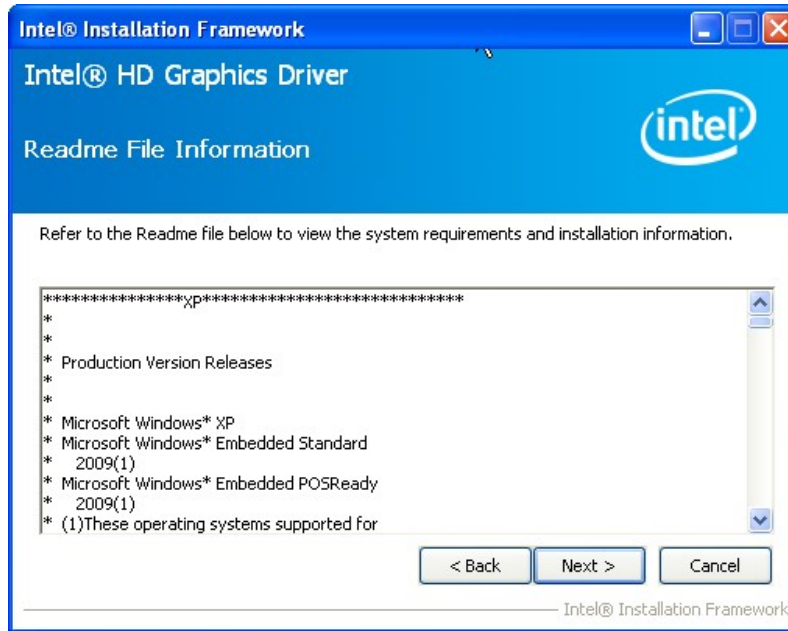 Intel® Installation Framework
Intel® HD Graphics Driver
intel
Readme File Information
Refer to the Readme file below to view the system requirements and installation information.
***************XP****************************
*
*
* Production Version Releases
*
*
* Microsoft Windows* XP
* Microsoft Windows* Embedded Standard
* 2009(1)
* Microsoft Windows* Embedded POSReady
* 2009(1)
* (1)These operating systems supported for
< Back Next > Cancel
Intel® Installation Framework